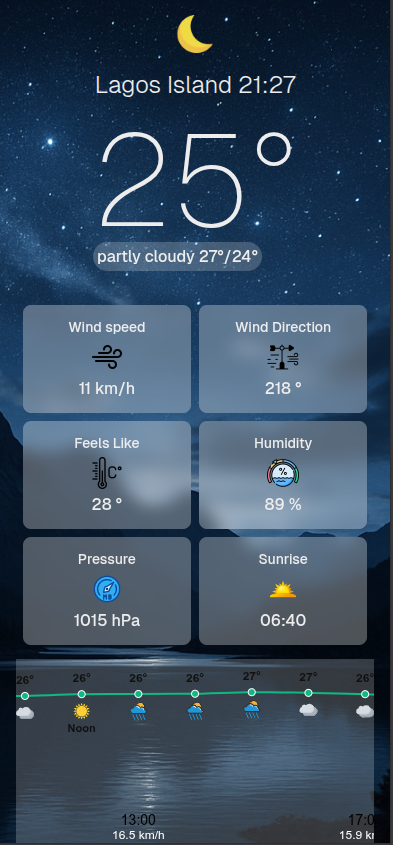 Lagos Island 21:27
25°
partly cloudy 27°/24°
Wind speed
11 km/h
Wind Direction
218 °
Feels Like
C°
28 °
Humidity
%
89 %
Pressure
1015 hPa
Sunrise
06:40
26° 26° 26° 26° 27° 27° 26°
Noon
13:00 17:0
16.5 km/h 15.9 k